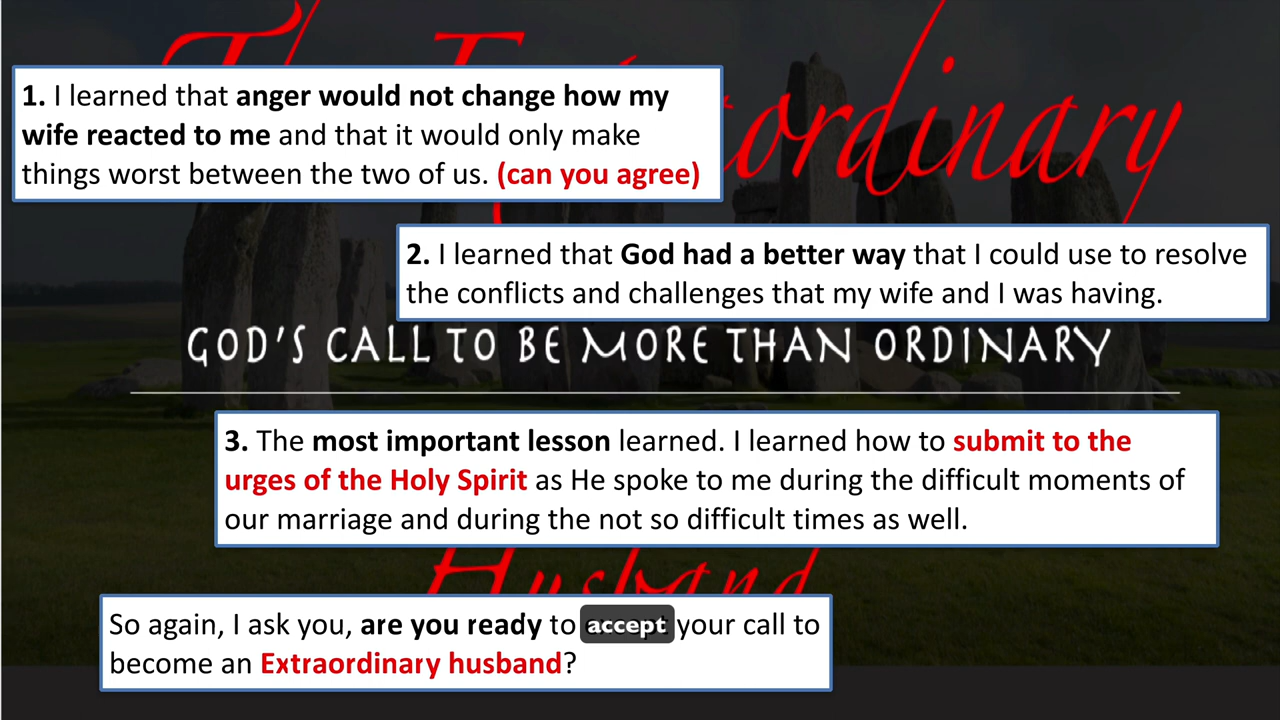 The Extraordinary
1. I learned that anger would not change how my
wife reacted to me and that it would only make
things worst between the two of us. (can you agree)
2. I learned that God had a better way that I could use to resolve
the conflicts and challenges that my wife and I was having.
GOD'S CALL TO BE MORE THAN ORDINARY
3. The most important lesson learned. I learned how to submit to the
urges of the Holy Spirit as He spoke to me during the difficult moments of
our marriage and during the not so difficult times as well.
Husband
So again, I ask you, are you ready to accept your call to
become an Extraordinary husband?